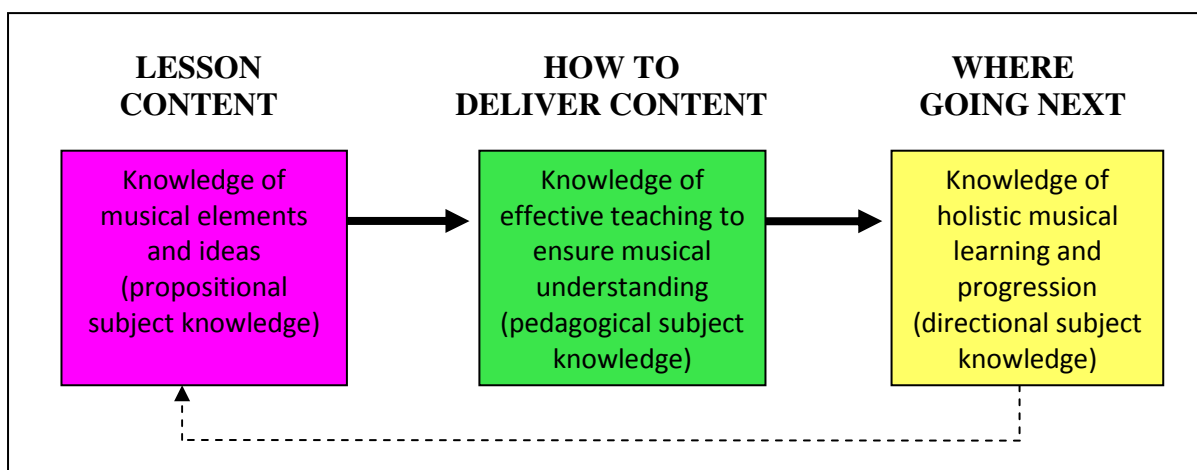 LESSON
CONTENT
HOW TO
DELIVER CONTENT
WHERE
GOING NEXT
Knowledge of
musical elements
and ideas
(propositional
subject knowledge)
Knowledge of
effective teaching to
ensure musical
understanding
(pedagogical subject
knowledge)
Knowledge of
holistic musical
learning and
progression
(directional subject
knowledge)